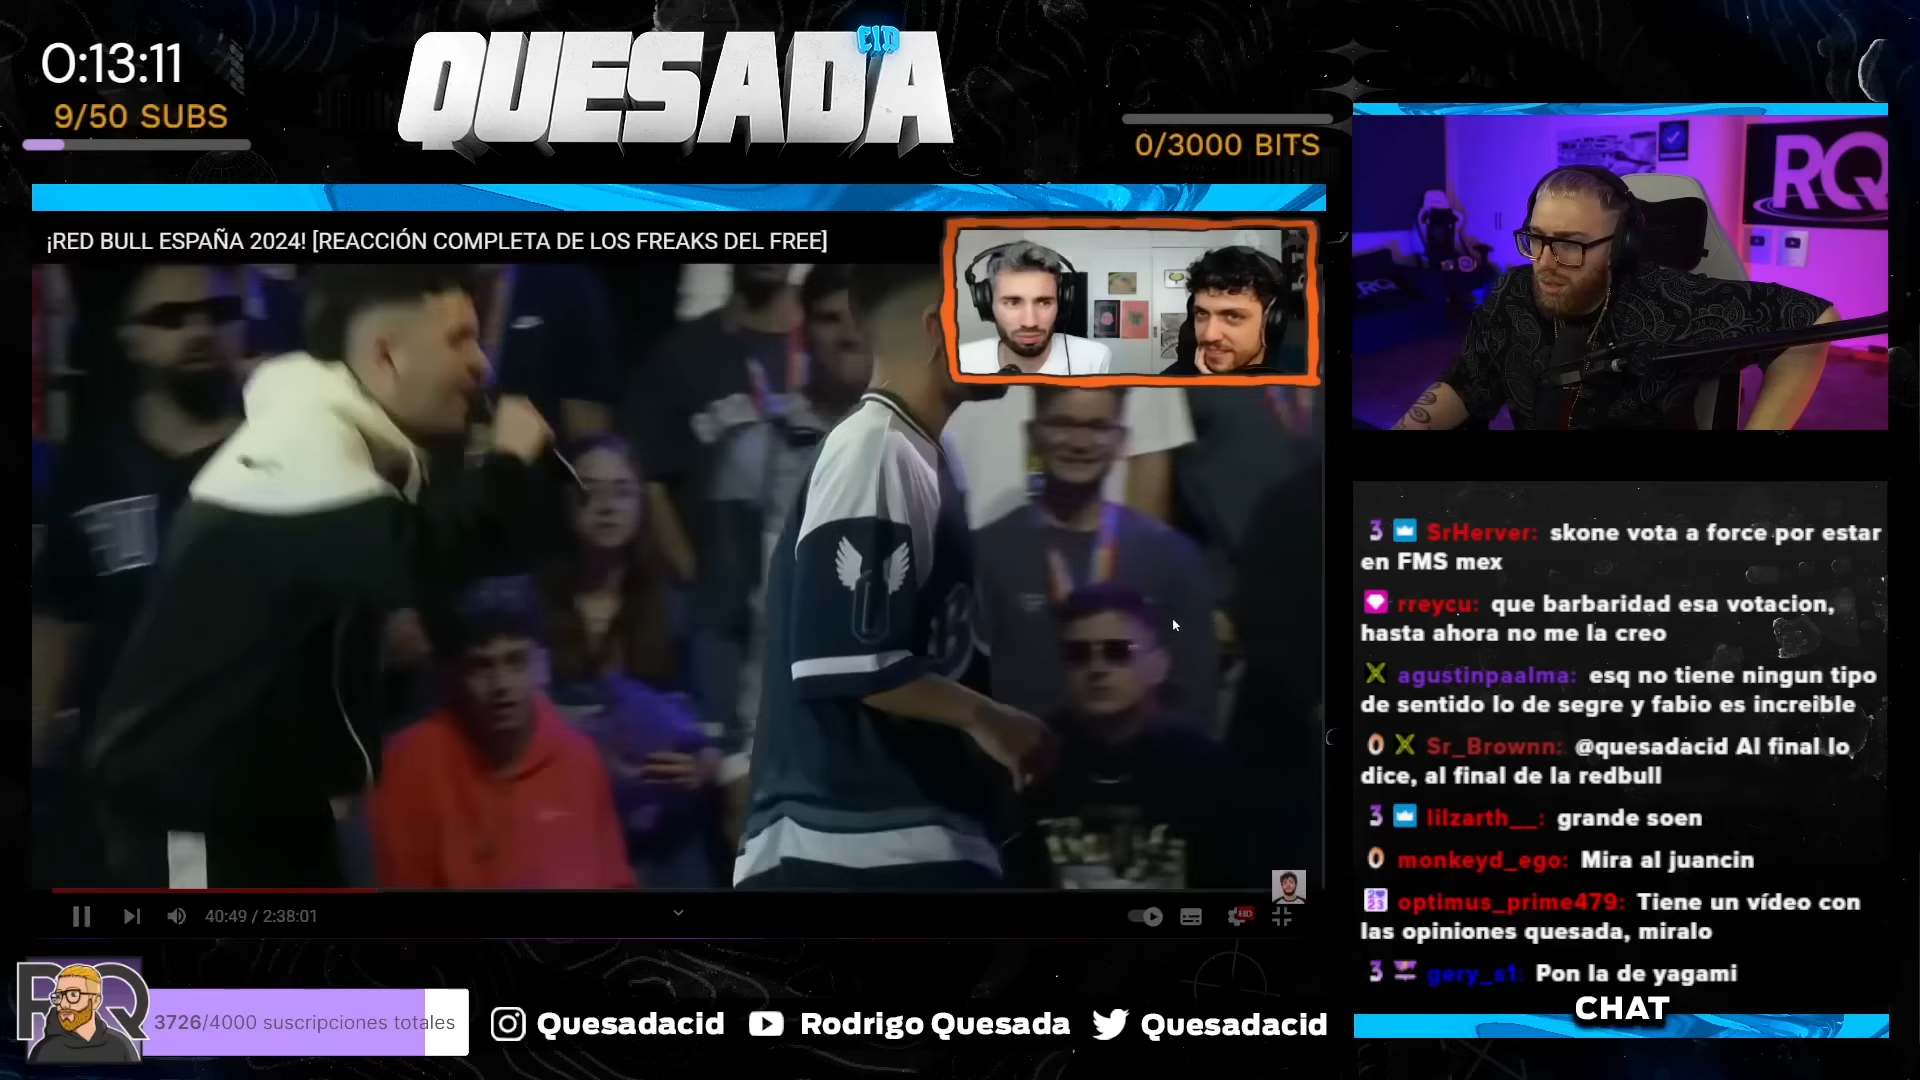 0:13:11
9/50 SUBS
QUESADA
CID
0/3000 BITS
¡RED BULL ESPAÑA 2024! [REACCIÓN COMPLETA DE LOS FREAKS DEL FREE]
RQ
RQ
3 SrHerver: skone vota a force por estar
en FMS mex
rreycu: que barbaridad esa votacion,
hasta ahora no me la creo
agustinpaalma: esq no tiene ningun tipo
de sentido lo de segre y fabio es increible
0 Sr_Brownn: @quesadacid Al final lo
dice, al final de la redbull
3 lilzarth__: grande soen
0 monkeyd_ego: Mira al juancin
optimus_prime479: Tiene un vídeo con
las opiniones quesada, miralo
3 gery_s1: Pon la de yagami
CHAT
40:49 / 2:38:01
HD
RQ
3726/4000 suscripciones totales
Quesadacid
Rodrigo Quesada
Quesadacid